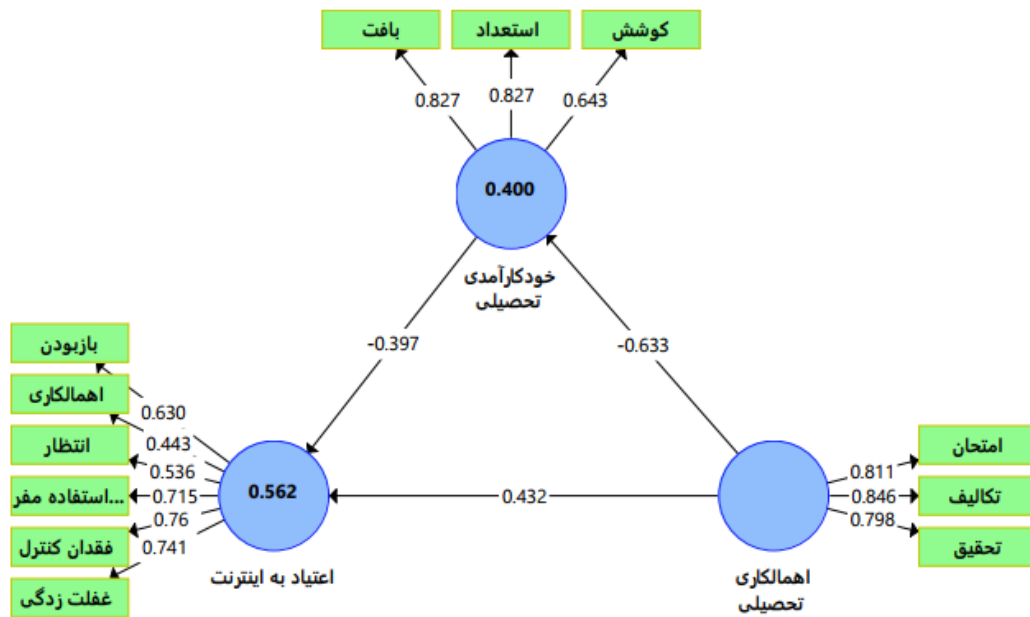 بافت
استعداد
کوشش
0.827
0.827
0.643
0.400
خودکارآمدی
تحصیلی
-0.397
-0.633
بازبودن
اهمالکاری
انتظار
استفاده مفر...
فقدان کنترل
غفلت زدگی
0.630
0.443
0.536
0.715
0.76
0.741
0.562
اعتیاد به اینترنت
0.432
اهمالکاری
تحصیلی
0.811
0.846
0.798
امتحان
تکالیف
تحقیق